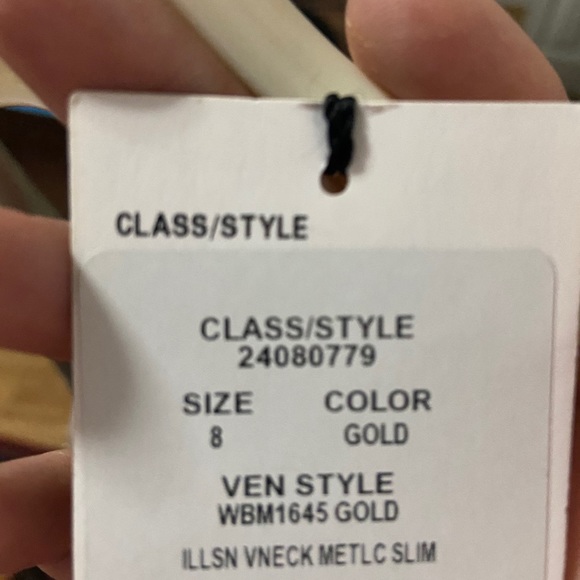 CLASS/STYLE
CLASS/STYLE
24080779
SIZE COLOR
8 GOLD
VEN STYLE
WBM1645 GOLD
ILLSN VNECK METLC SLIM